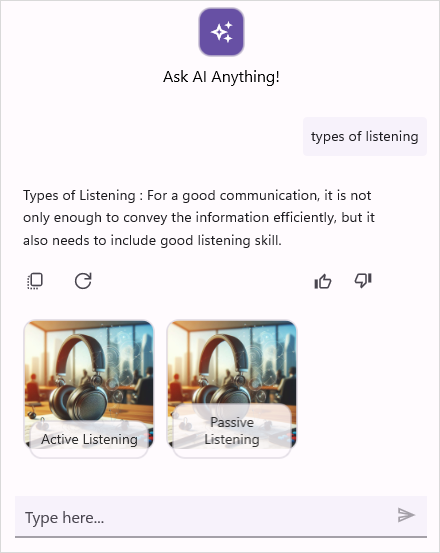 Ask AI Anything!
types of listening
Types of Listening : For a good communication, it is not
only enough to convey the information efficiently, but it
also needs to include good listening skill.
Active Listening
Passive
Listening
Type here...